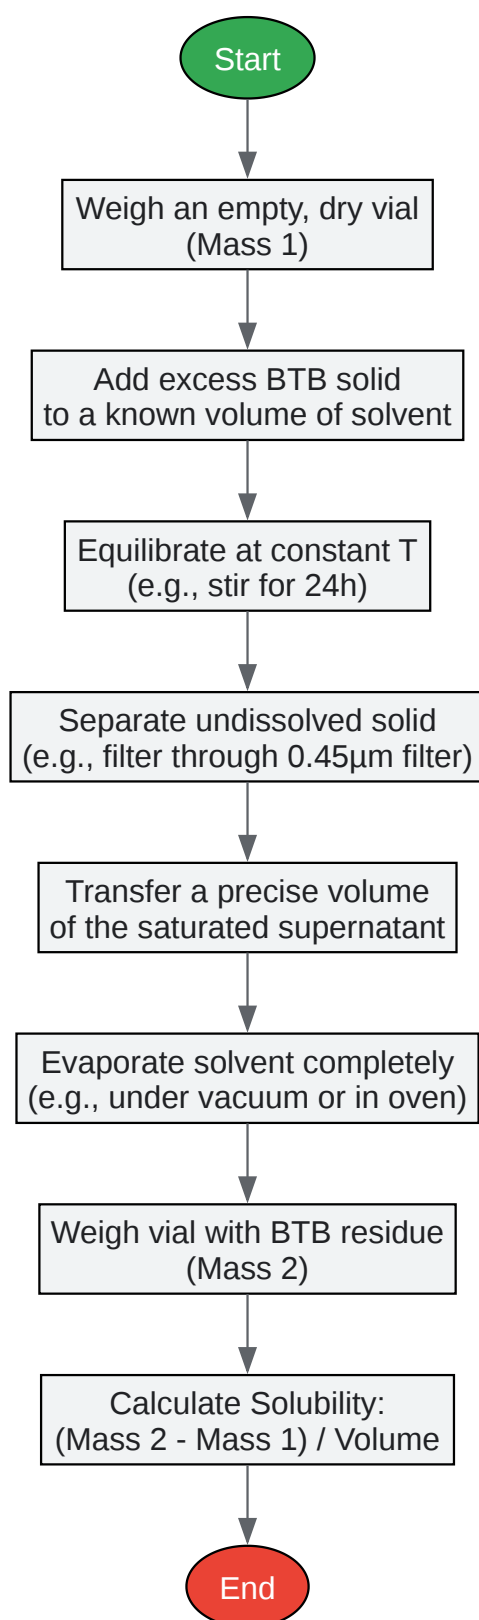 Start
Weigh an empty, dry vial
(Mass 1)
Add excess BTB solid
to a known volume of solvent
Equilibrate at constant T
(e.g., stir for 24h)
Separate undissolved solid
(e.g., filter through 0.45µm filter)
Transfer a precise volume
of the saturated supernatant
Evaporate solvent completely
(e.g., under vacuum or in oven)
Weigh vial with BTB residue
(Mass 2)
Calculate Solubility:
(Mass 2 - Mass 1) / Volume
End